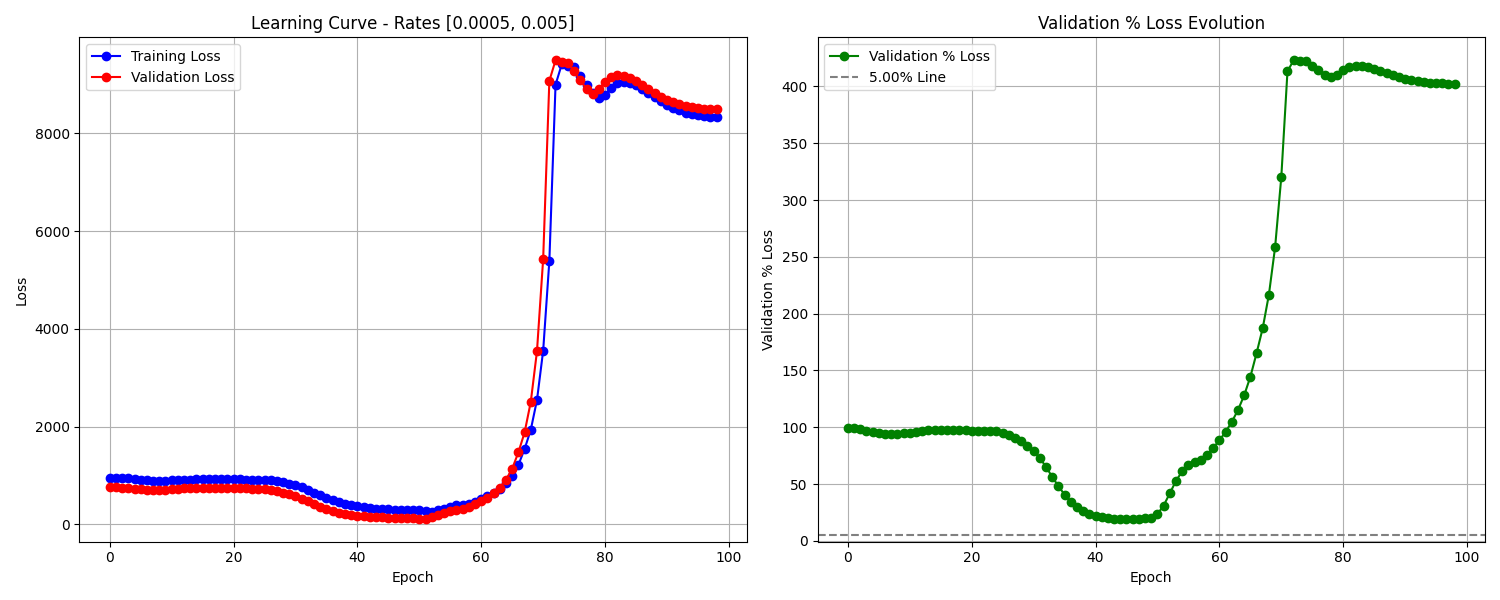 Learning Curve - Rates [0.0005, 0.005]
Training Loss
Validation Loss
Loss
8000
6000
4000
2000
0
0 20 40 60 80 100
Epoch
Validation % Loss Evolution
Validation % Loss
5.00% Line
Validation % Loss
400
350
300
250
200
150
100
50
0
0 20 40 60 80 100
Epoch